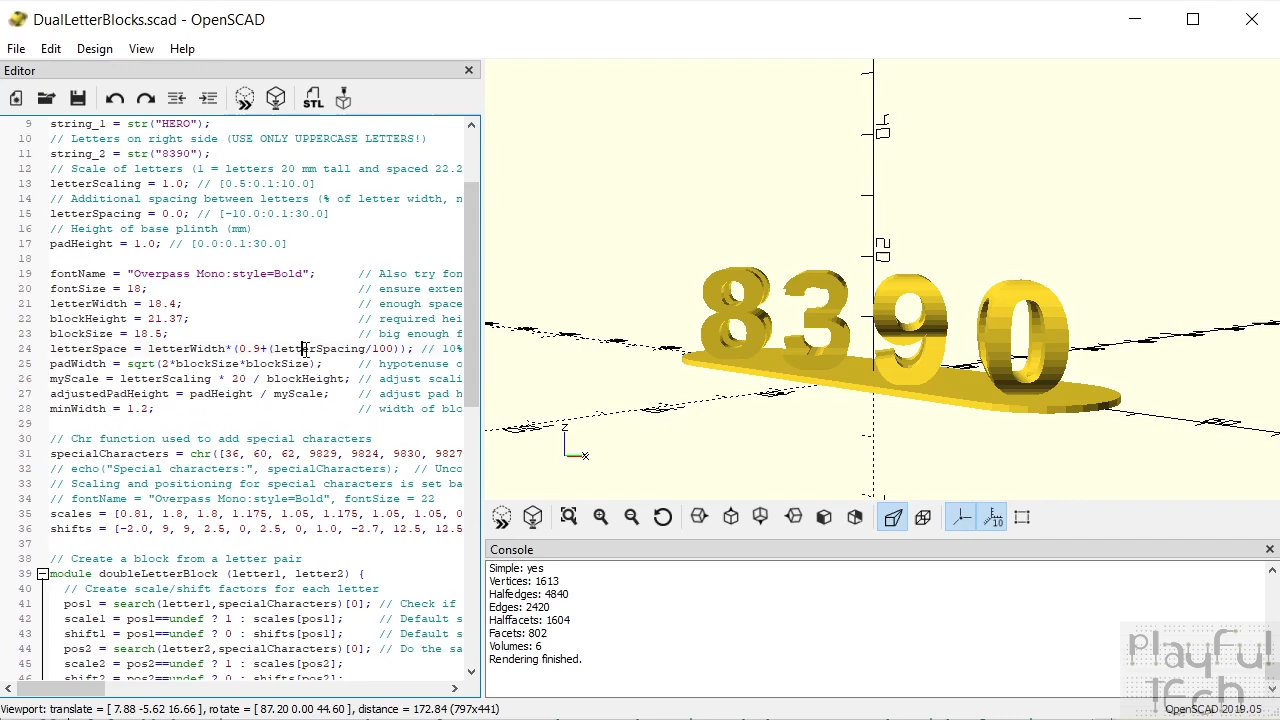 DualLetterBlocks.scad - OpenSCAD
File Edit Design View Help
Editor
STL
9 string_1 = str("HERO");
10 // Letters on right side (USE ONLY UPPERCASE LETTERS!)
11 string_2 = str("8390");
12 // Scale of letters (1 = letters 20 mm tall and spaced 22.2
13 letterScaling = 1.0; // [0.5:0.1:10.0]
14 // Additional spacing between letters (% of letter width, n
15 letterSpacing = 0.0; // [-10.0:0.1:30.0]
16 // Height of base plinth (mm)
17 padHeight = 1.0; // [0.0:0.1:30.0]
18
19 fontName = "Overpass Mono:style=Bold"; // Also try fon
20 fontSize = 18; // ensure exten
21 letterWidth = 18.4; // enough space
22 blockHeight = 21.37; // required hei
23 blockSize = 18.5; // big enough f
24 letterSpace = letterWidth*(0.9+(letterSpacing/100)); // 10%
25 padWidth = sqrt(2*blockSize*blockSize); // hypotenuse c
26 myScale = letterScaling * 20 / blockHeight; // adjust scali
27 adjustedPadHeight = padHeight / myScale; // adjust pad h
28 minWidth = 1.2; // width of blo
29
30 // Chr function used to add special characters
31 specialCharacters = chr([36, 60, 62, 9829, 9824, 9830, 9827
32 // echo("Special characters:", specialCharacters); // Unco
33 // Scaling and positioning for special characters is set ba
34 // fontName = "Overpass Mono:style=Bold", fontSize = 22
35 scales = [0.81, 1.8, 1.8, 1.175, 1.05, 1.175, 1.05, 1.05, 0
36 shifts = [-2.0, 9, 9, 2.5, 0, 2.5, 0, 1.0, -2.7, 12.5, 12.5
37
38 // Create a block from a letter pair
39 module doubleLetterBlock (letter1, letter2) {
40 // Create scale/shift factors for each letter
41 pos1 = search(letter1,specialCharacters)[0]; // Check if
42 scale1 = pos1==undef ? 1 : scales[pos1]; // Default s
43 shift1 = pos1==undef ? 0 : shifts[pos1]; // Default s
44 pos2 = search(letter2,specialCharacters)[0]; // Do the sa
45 scale2 = pos2==undef ? 1 : scales[pos2];
46 shift2 = pos2==undef ? 0 : shifts[pos2];
8390
20
z
x
10
Console
Simple: yes
Vertices: 1613
Halfedges: 4840
Edges: 2420
Halffacets: 1604
Facets: 802
Volumes: 6
Rendering finished.
Playful
Tech
Viewport: translate = [ 7.88 -5.62 16.66 ], rotate = [ 87.20 0.00 44.60 ], distance = 172.84 (797x441)
OpenSCAD 2019.05